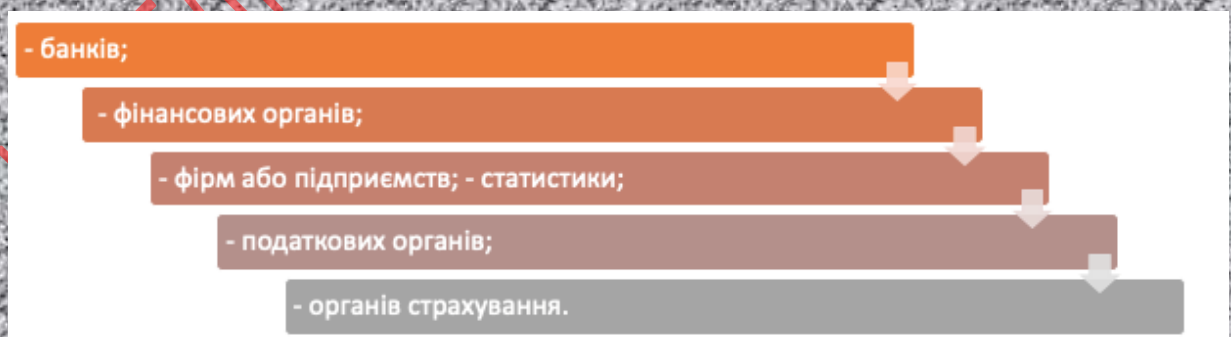 - банків;
- фінансових органів;
- фірм або підприємств; - статистики;
- податкових органів;
- органів страхування.